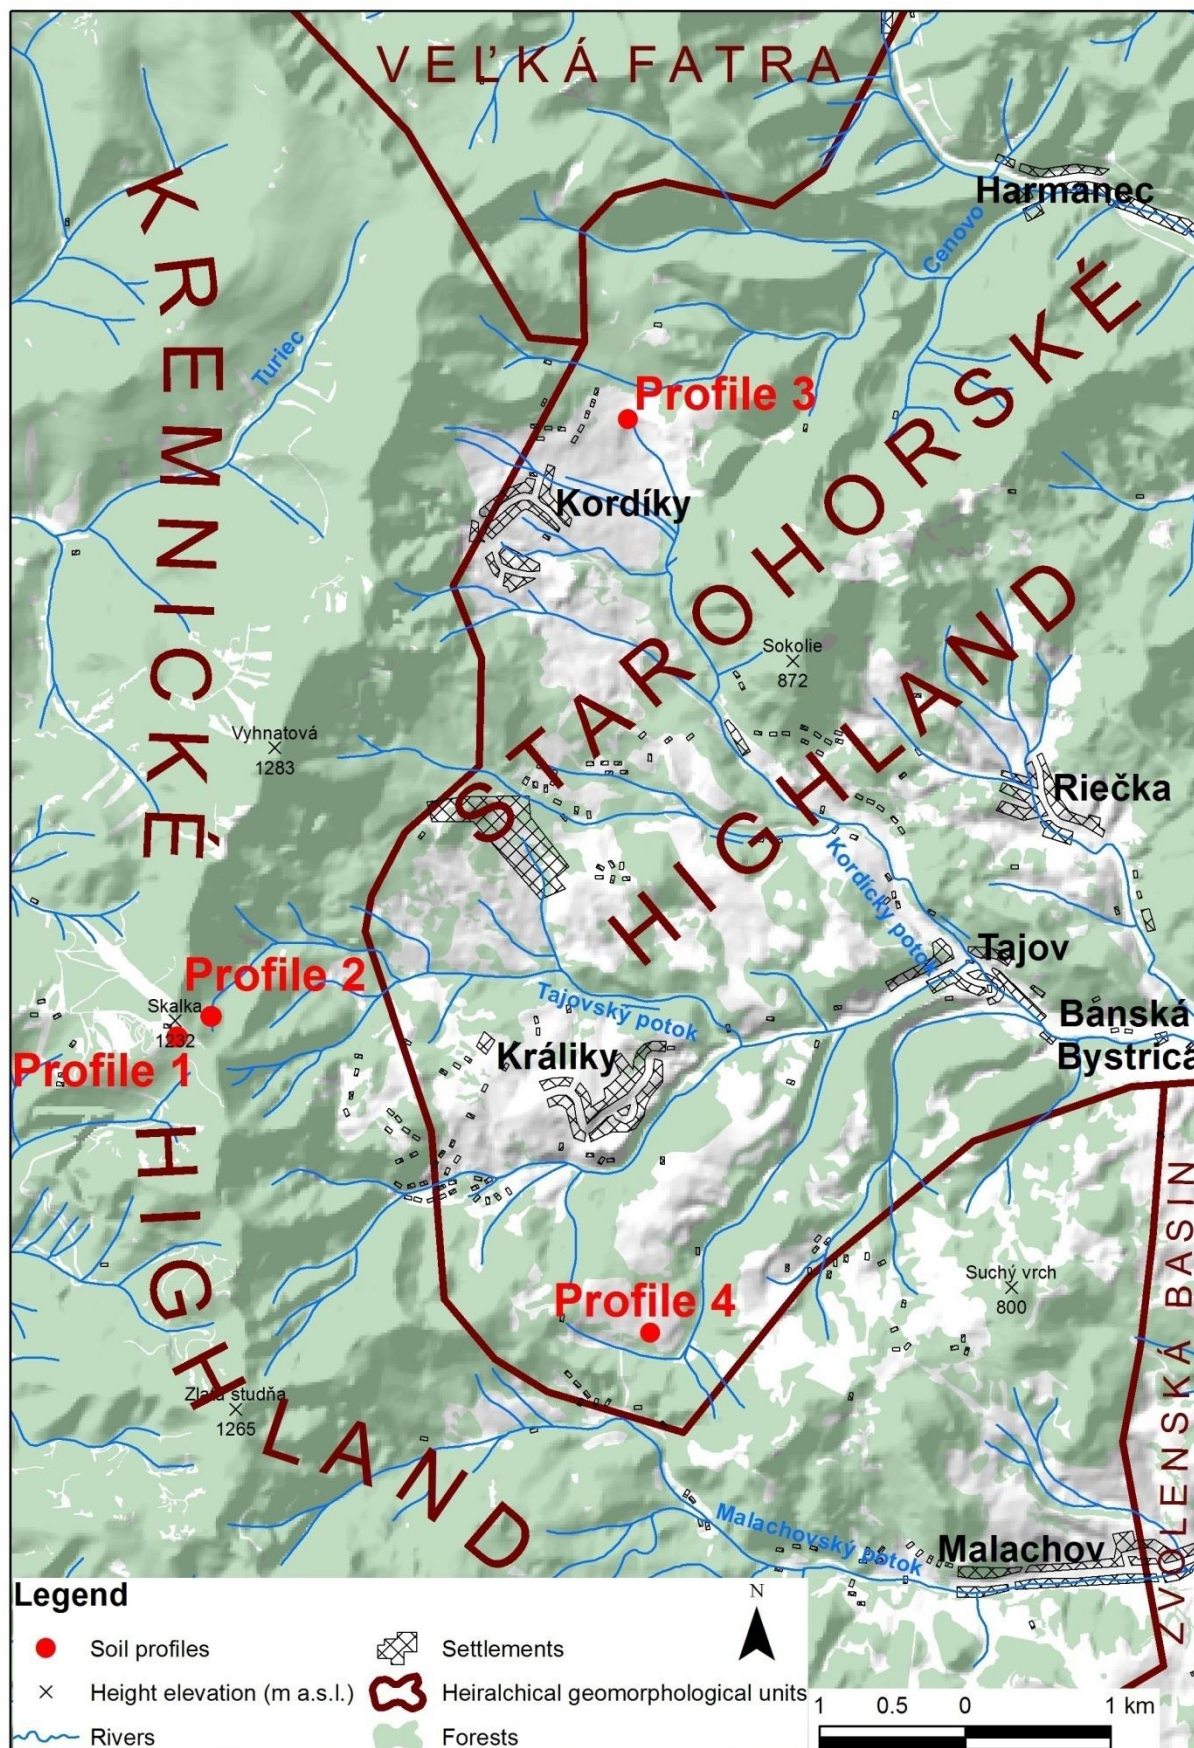 VEĽKÁ FATRA
Harmanec
Cenovo
KREMNICKÉ
HIGHLAND
Turiec
Profile 3
Kordíky
STAROHORSKÉ
HIGHLAND
Sokolie
872
Vyhnatová
1283
Riečka
Kordícky potok
Tajov
Profile 2
Skalka
1232
Profile 1
Tajovský potok
Banská
Bystrica
Králiky
Profile 4
Suchý vrch
800
ZVOLENSKÁ BASIN
Zlatá studňa
1265
Malachovský potok
Malachov
Legend
N
Soil profiles
Settlements
Height elevation (m a.s.l.)
Heiralchical geomorphological units
Rivers
Forests
1 0.5 0 1 km